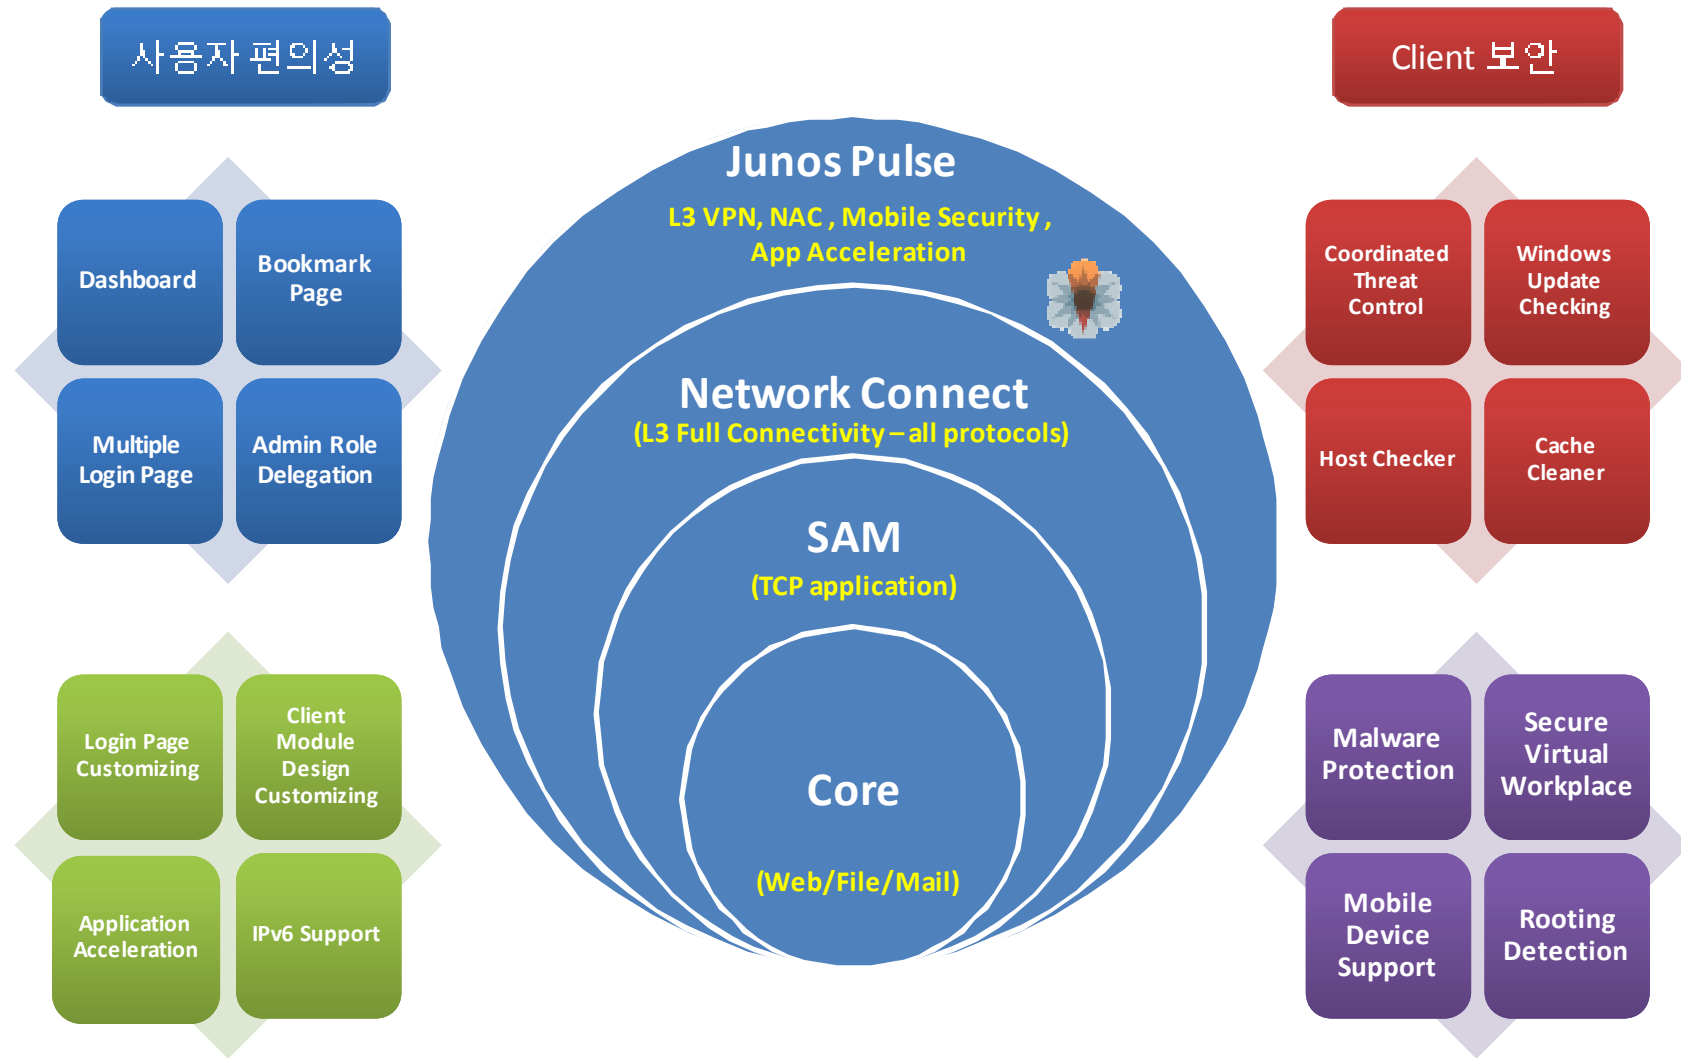 사용자 편의성
Dashboard
Bookmark
Page
Multiple
Login Page
Admin Role
Delegation
Login Page
Customizing
Client
Module
Design
Customizing
Application
Acceleration
IPv6 Support
Junos Pulse
L3 VPN, NAC , Mobile Security ,
App Acceleration
Network Connect
(L3 Full Connectivity – all protocols)
SAM
(TCP application)
Core
(Web/File/Mail)
Client 보안
Coordinated
Threat
Control
Windows
Update
Checking
Host Checker
Cache
Cleaner
Malware
Protection
Secure
Virtual
Workplace
Mobile
Device
Support
Rooting
Detection